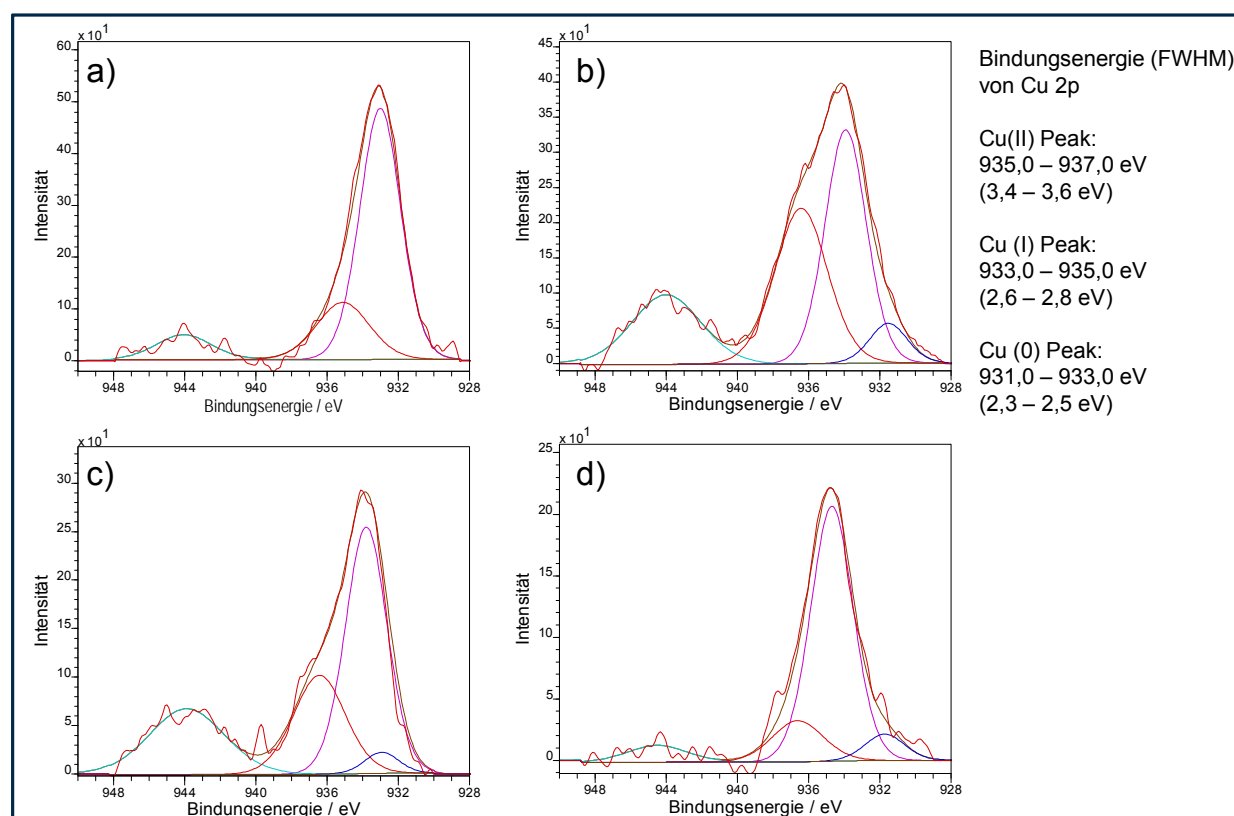 a)
x 10¹
60
50
40
30
20
10
0
Intensität
948 944 940 936 932 928
Bindungsenergie / eV
b)
x 10¹
45
40
35
30
25
20
15
10
5
0
Intensität
948 944 940 936 932 928
Bindungsenergie / eV
Bindungsenergie (FWHM)
von Cu 2p
Cu(II) Peak:
935,0 – 937,0 eV
(3,4 – 3,6 eV)
Cu (I) Peak:
933,0 – 935,0 eV
(2,6 – 2,8 eV)
Cu (0) Peak:
931,0 – 933,0 eV
(2,3 – 2,5 eV)
c)
x 10¹
30
25
20
15
10
5
0
Intensität
948 944 940 936 932 928
Bindungsenergie / eV
d)
x 10¹
25
20
15
10
5
0
Intensität
948 944 940 936 932 928
Bindungsenergie / eV